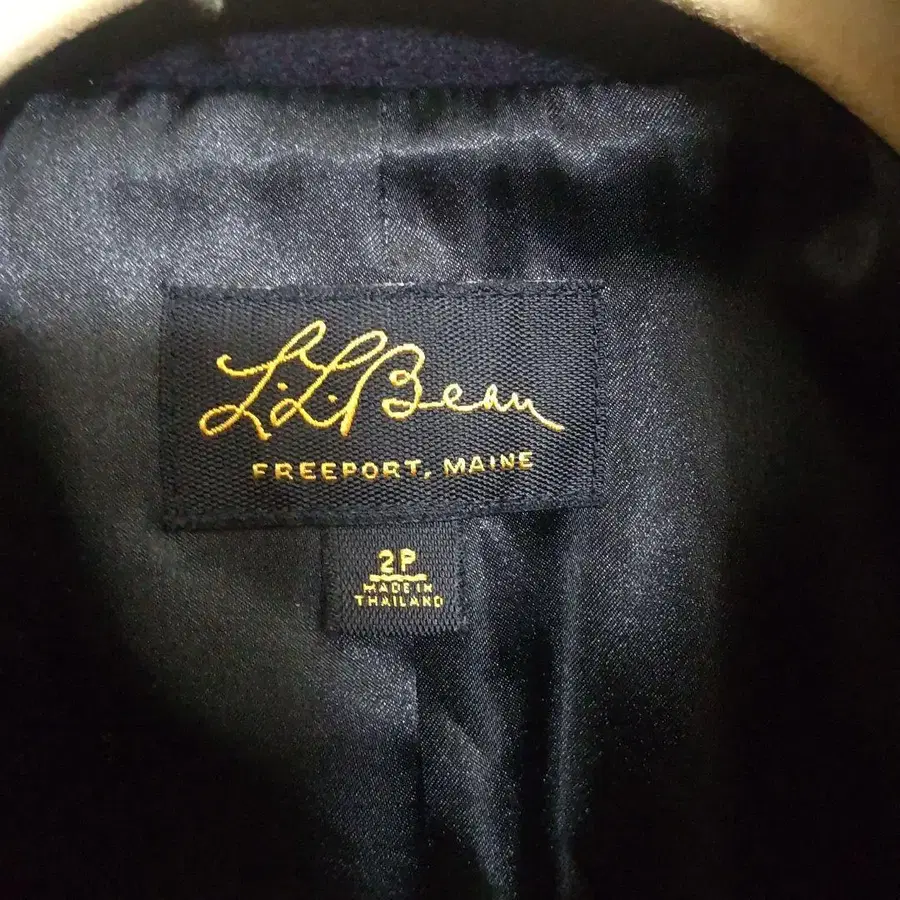 L.L.Bean
FREEPORT, MAINE
2P
MADE IN
THAILAND